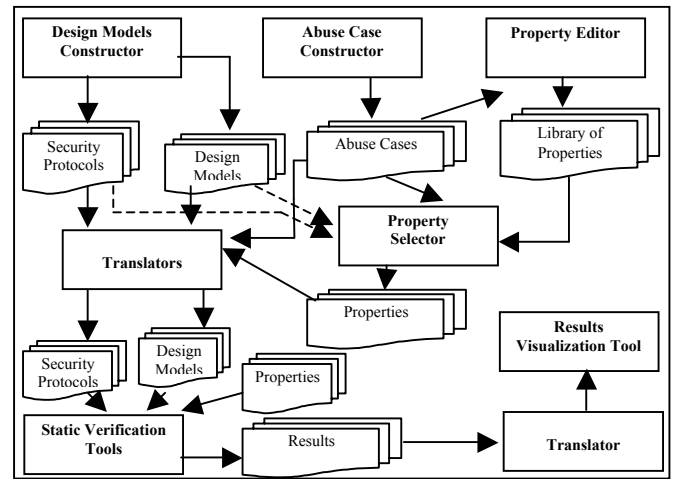 Design Models
Constructor
Abuse Case
Constructor
Property Editor
Security
Protocols
Design
Models
Abuse Cases
Library of
Properties
Property
Selector
Translators
Properties
Results
Visualization Tool
Security
Protocols
Design
Models
Properties
Static Verification
Tools
Results
Translator